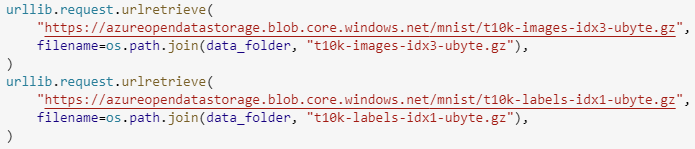 urllib.request.urlretrieve(
    "https://azureopendatastorage.blob.core.windows.net/mnist/t10k-images-idx3-ubyte.gz",
    filename=os.path.join(data_folder, "t10k-images-idx3-ubyte.gz"),
)
urllib.request.urlretrieve(
    "https://azureopendatastorage.blob.core.windows.net/mnist/t10k-labels-idx1-ubyte.gz",
    filename=os.path.join(data_folder, "t10k-labels-idx1-ubyte.gz"),
)